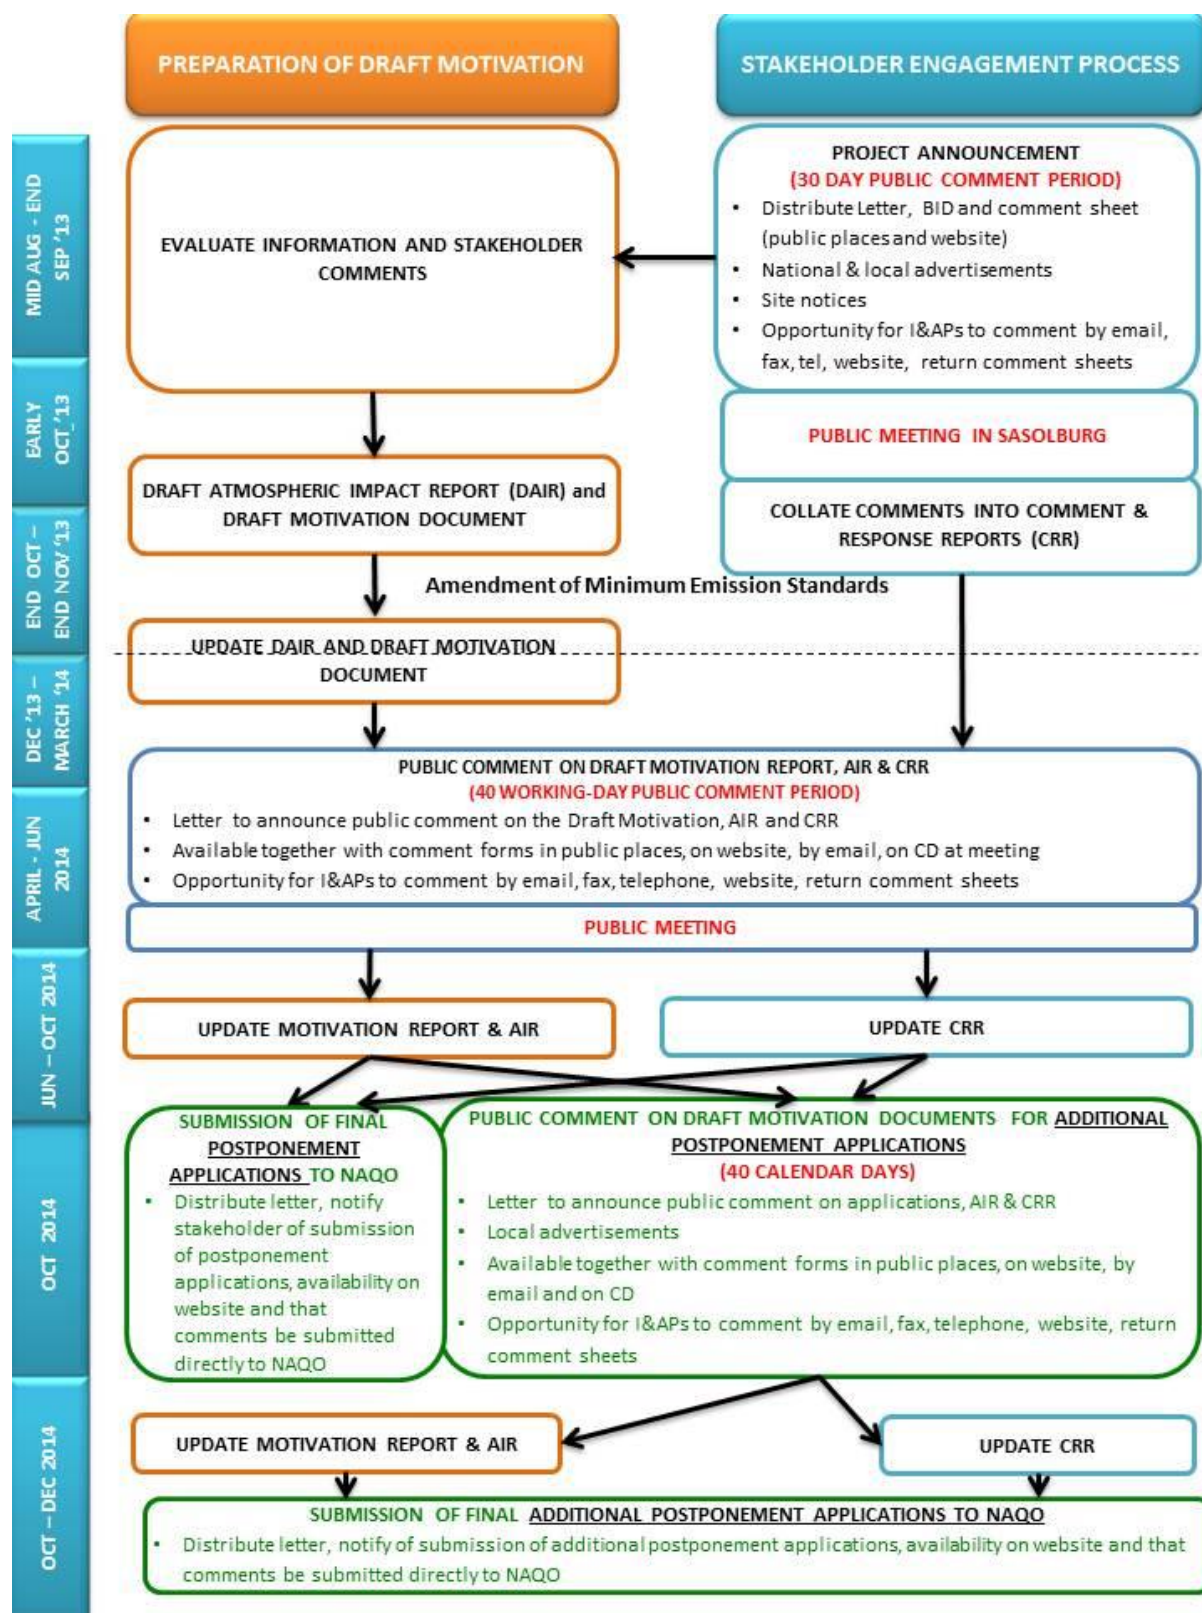 PREPARATION OF DRAFT MOTIVATION
STAKEHOLDER ENGAGEMENT PROCESS
MID AUG - END
SEP '13
EVALUATE INFORMATION AND STAKEHOLDER
COMMENTS
PROJECT ANNOUNCEMENT
(30 DAY PUBLIC COMMENT PERIOD)
• Distribute Letter, BID and comment sheet
(public places and website)
• National & local advertisements
• Site notices
• Opportunity for I&APs to comment by email,
fax, tel, website, return comment sheets
EARLY
OCT '13
PUBLIC MEETING IN SASOLBURG
DRAFT ATMOSPHERIC IMPACT REPORT (DAIR) and
DRAFT MOTIVATION DOCUMENT
COLLATE COMMENTS INTO COMMENT &
RESPONSE REPORTS (CRR)
END OCT –
END NOV '13
Amendment of Minimum Emission Standards
UPDATE DAIR AND DRAFT MOTIVATION
DOCUMENT
DEC '13 –
MARCH '14
PUBLIC COMMENT ON DRAFT MOTIVATION REPORT, AIR & CRR
(40 WORKING-DAY PUBLIC COMMENT PERIOD)
• Letter to announce public comment on the Draft Motivation, AIR and CRR
• Available together with comment forms in public places, on website, by email, on CD at meeting
• Opportunity for I&APs to comment by email, fax, telephone, website, return comment sheets
APRIL - JUN
2014
PUBLIC MEETING
JUN – OCT 2014
UPDATE MOTIVATION REPORT & AIR
UPDATE CRR
OCT 2014
SUBMISSION OF FINAL
POSTPONEMENT
APPLICATIONS TO NAQO
• Distribute letter, notify
stakeholder of submission
of postponement
applications, availability on
website and that
comments be submitted
directly to NAQO
PUBLIC COMMENT ON DRAFT MOTIVATION DOCUMENTS FOR ADDITIONAL
POSTPONEMENT APPLICATIONS
(40 CALENDAR DAYS)
• Letter to announce public comment on applications, AIR & CRR
• Local advertisements
• Available together with comment forms in public places, on website, by
email and on CD
• Opportunity for I&APs to comment by email, fax, telephone, website, return
comment sheets
OCT – DEC 2014
UPDATE MOTIVATION REPORT & AIR
UPDATE CRR
SUBMISSION OF FINAL ADDITIONAL POSTPONEMENT APPLICATIONS TO NAQO
• Distribute letter, notify of submission of additional postponement applications, availability on website and that
comments be submitted directly to NAQO